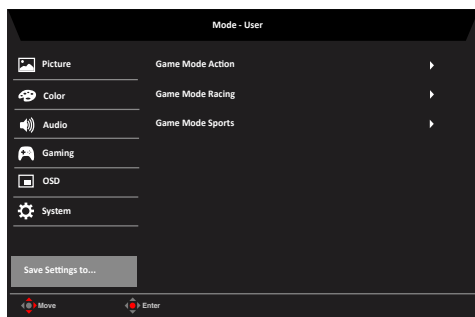 Mode - User
Picture
Game Mode Action
Color
Game Mode Racing
Audio
Game Mode Sports
Gaming
OSD
System
Save Settings to...
Move
Enter